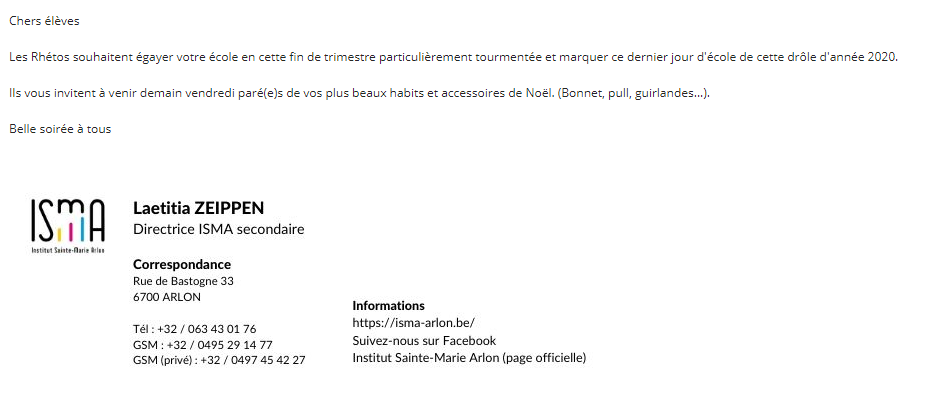 Chers élèves
Les Rhétos souhaitent égayer votre école en cette fin de trimestre particulièrement tourmentée et marquer ce dernier jour d'école de cette drôle d'année 2020.
Ils vous invitent à venir demain vendredi paré(e)s de vos plus beaux habits et accessoires de Noël. (Bonnet, pull, guirlandes...).
Belle soirée à tous
ISMA
Institut Sainte-Marie Arlon
Laetitia ZEIPPEN
Directrice ISMA secondaire
Correspondance
Rue de Bastogne 33
6700 ARLON
Tél : +32 / 063 43 01 76
GSM : +32 / 0495 29 14 77
GSM (privé) : +32 / 0497 45 42 27
Informations
https://isma-arlon.be/
Suivez-nous sur Facebook
Institut Sainte-Marie Arlon (page officielle)